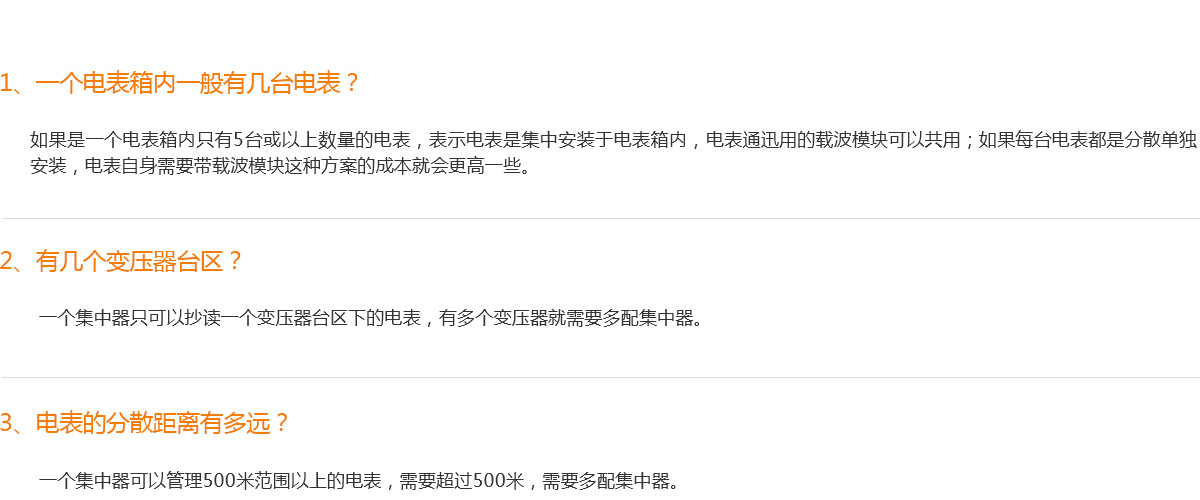 1、一个电表箱内一般有几台电表？
如果是一个电表箱内只有5台或以上数量的电表，表示电表是集中安装于电表箱内，电表通迅用的载波模块可以共用；如果每台电表都是分散单独
安装，电表自身需要带载波模块这种方案的成本就会更高一些。
2、有几个变压器台区？
一个集中器只可以抄读一个变压器台区下的电表，有多个变压器就需要多配集中器。
3、电表的分散距离有多远？
一个集中器可以管理500米范围以上的电表，需要超过500米，需要多配集中器。